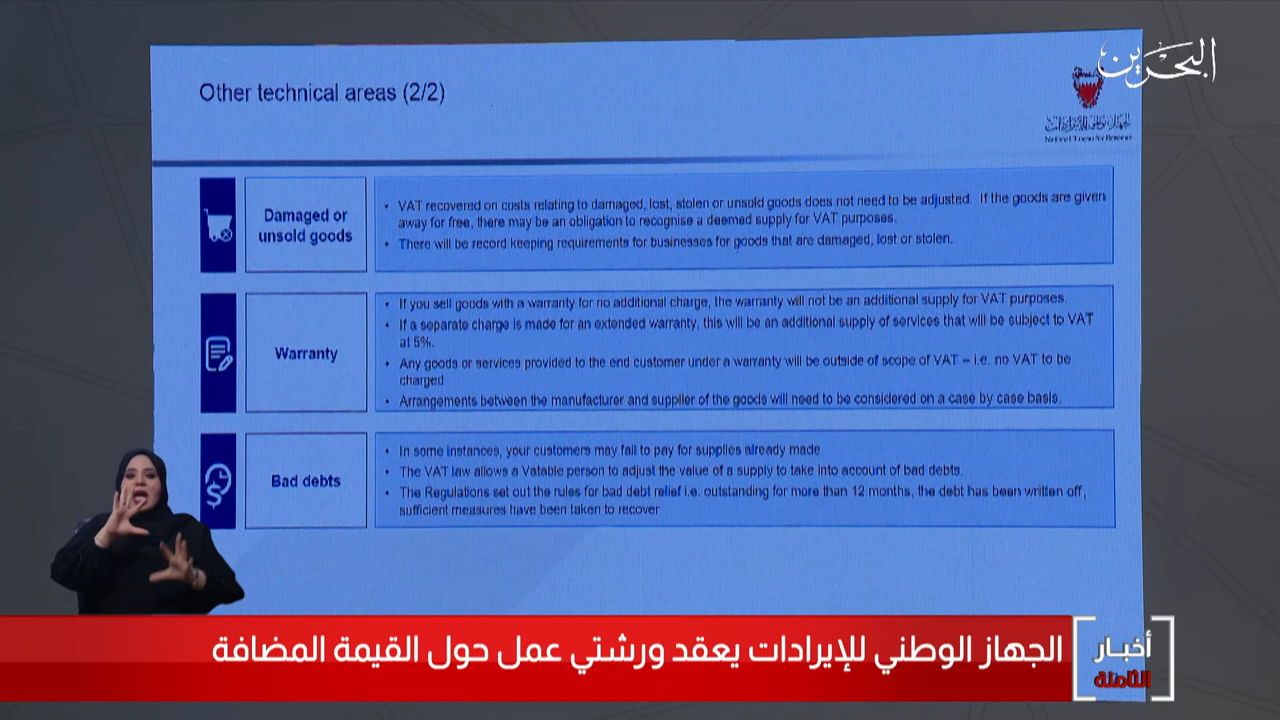 البحرين
Other technical areas (2/2)
Damaged or
unsold goods
• VAT recovered on costs relating to damaged, lost, stolen or unsold goods does not need to be adjusted. If the goods are given
away for free, there may be an obligation to recognise a deemed supply for VAT purposes.
• There will be record keeping requirements for businesses for goods that are damaged, lost or stolen.
Warranty
• If you sell goods with a warranty for no additional charge, the warranty will not be an additional supply for VAT purposes.
• If a separate charge is made for an extended warranty, this will be an additional supply of services that will be subject to VAT
at 5%.
• Any goods or services provided to the end customer under a warranty will be outside of scope of VAT – i.e. no VAT to be
charged
• Arrangements between the manufacturer and supplier of the goods will need to be considered on a case by case basis.
Bad debts
• In some instances, your customers may fail to pay for supplies already made
• The VAT law allows a Vatable person to adjust the value of a supply to take into account of bad debts.
• The Regulations set out the rules for bad debt relief i.e. outstanding for more than 12 months, the debt has been written off,
sufficient measures have been taken to recover
أخبار
الثامنة
الجهاز الوطني للإيرادات يعقد ورشتي عمل حول القيمة المضافة